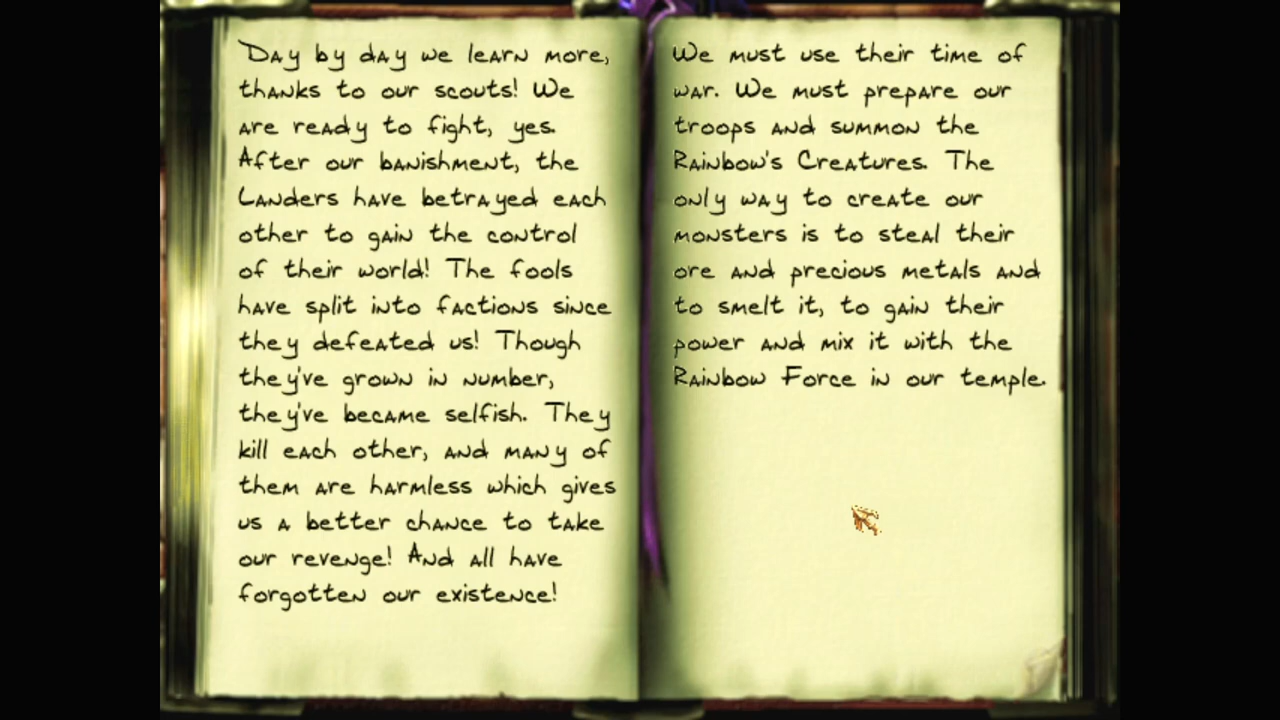 Day by day we learn more,
thanks to our scouts! We
are ready to fight, yes.
After our banishment, the
Landers have betrayed each
other to gain the control
of their world! The fools
have split into factions since
they defeated us! Though
they've grown in number,
they've became selfish. They
kill each other, and many of
them are harmless which gives
us a better chance to take
our revenge! And all have
forgotten our existence!
We must use their time of
war. We must prepare our
troops and summon the
Rainbow's Creatures. The
only way to create our
monsters is to steal their
ore and precious metals and
to smelt it, to gain their
power and mix it with the
Rainbow Force in our temple.